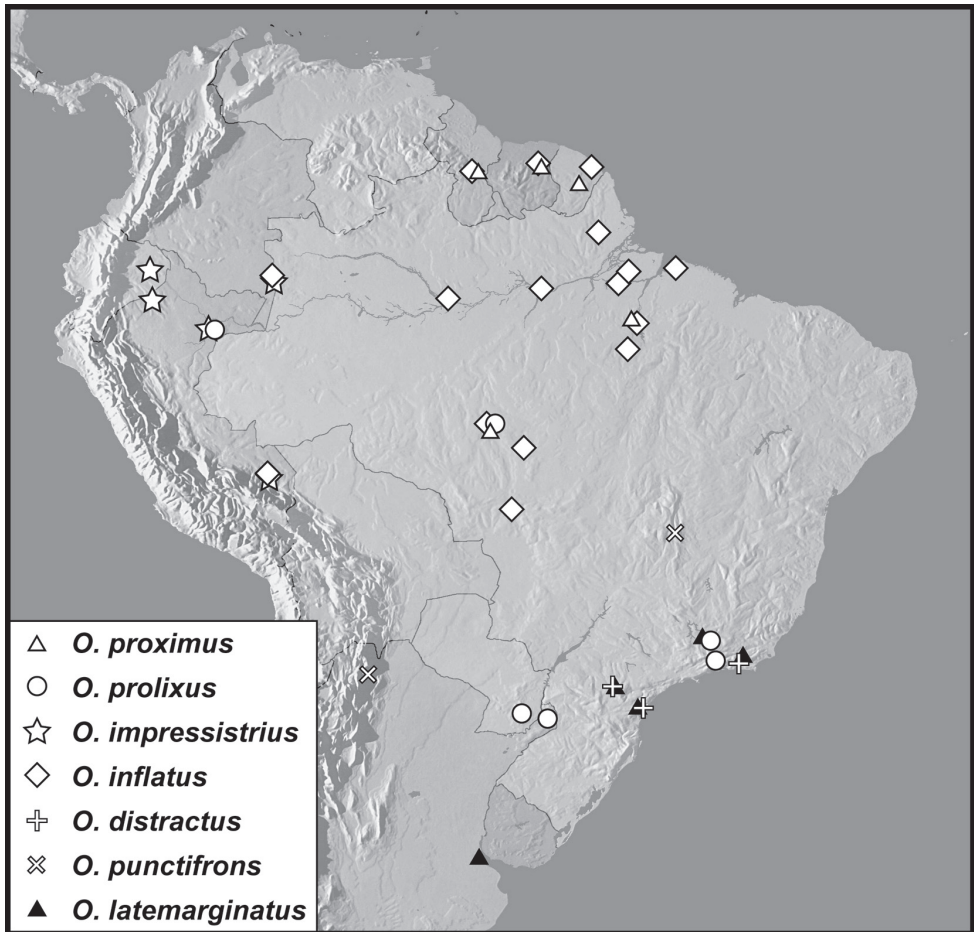 O. proximus
O. prolixus
O. impressistrius
O. inflatus
O. distractus
O. punctifrons
O. latemarginatus